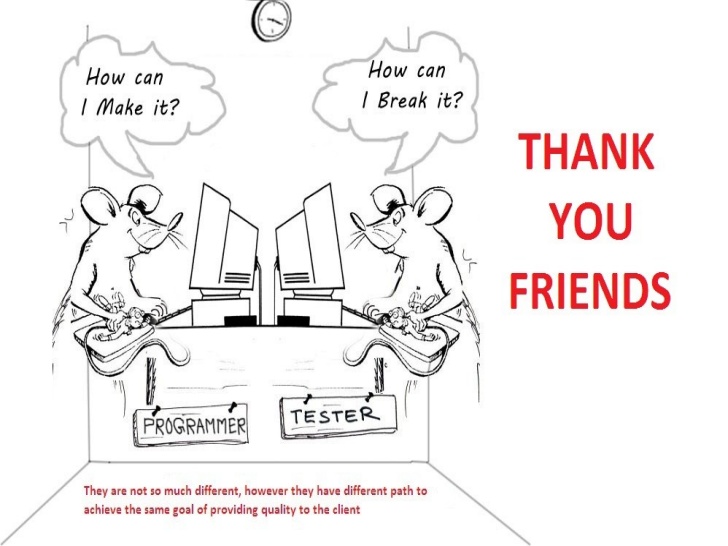 How can
I Make it?
How can
I Break it?
THANK
YOU
FRIENDS
PROGRAMMER
TESTER
They are not so much different, however they have different path to
achieve the same goal of providing quality to the client